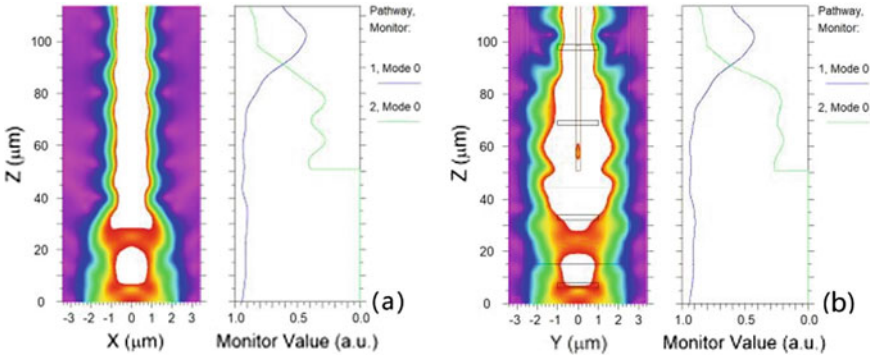 Pathway,
Monitor:
1, Mode 0
2, Mode 0
100
80
60
40
20
0
Z (μm)
-3 -2 -1 0 1 2 3
X (μm)
1.0 0.5 0.0
Monitor Value (a.u.)
(a)
Pathway,
Monitor:
1, Mode 0
2, Mode 0
100
80
60
40
20
0
Z (μm)
-3 -2 -1 0 1 2 3
Y (μm)
1.0 0.5 0.0
Monitor Value (a.u.)
(b)